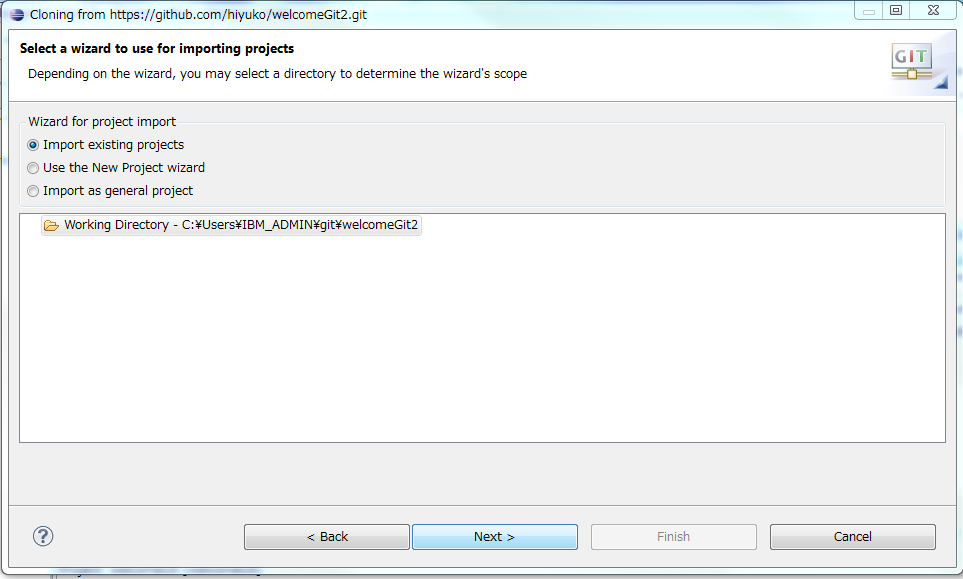 Cloning from https://github.com/hiyuko/welcomeGit2.git
Select a wizard to use for importing projects
Depending on the wizard, you may select a directory to determine the wizard's scope
GIT
Wizard for project import
Import existing projects
Use the New Project wizard
Import as general project
Working Directory - C:¥Users¥IBM_ADMIN¥git¥welcomeGit2
?
< Back
Next >
Finish
Cancel